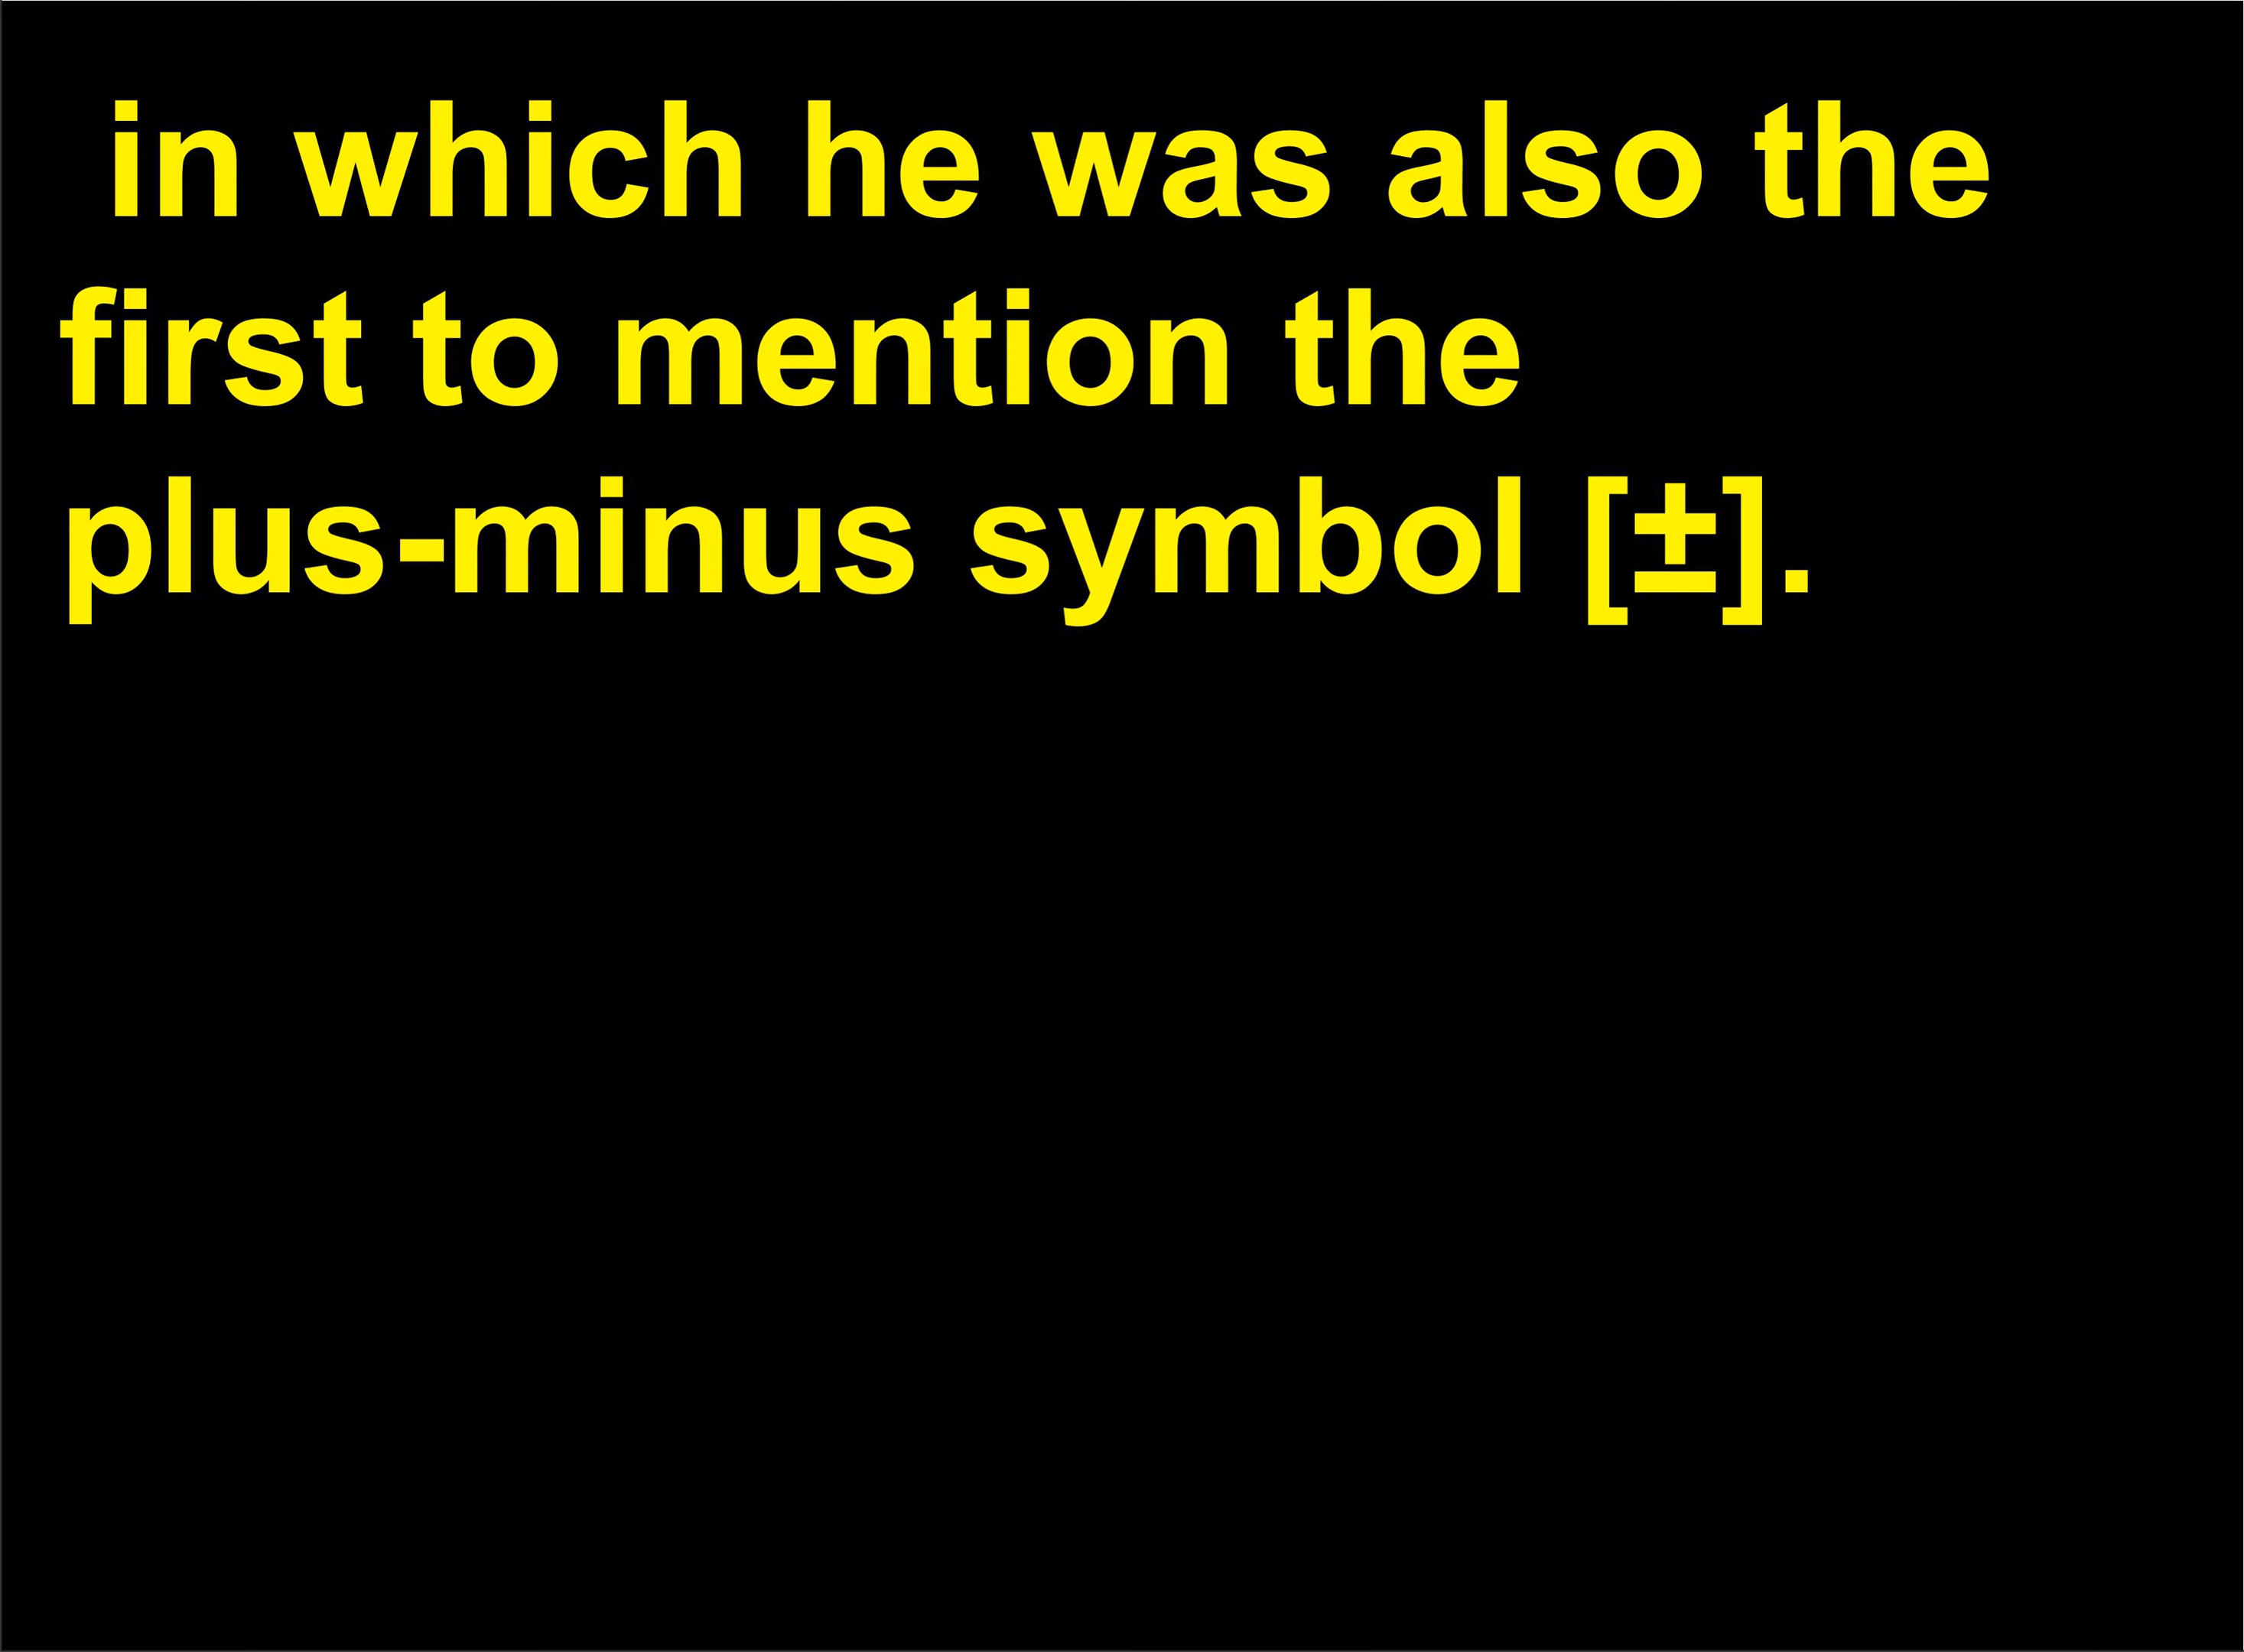 in which he was also the
first to mention the
plus-minus symbol [±].